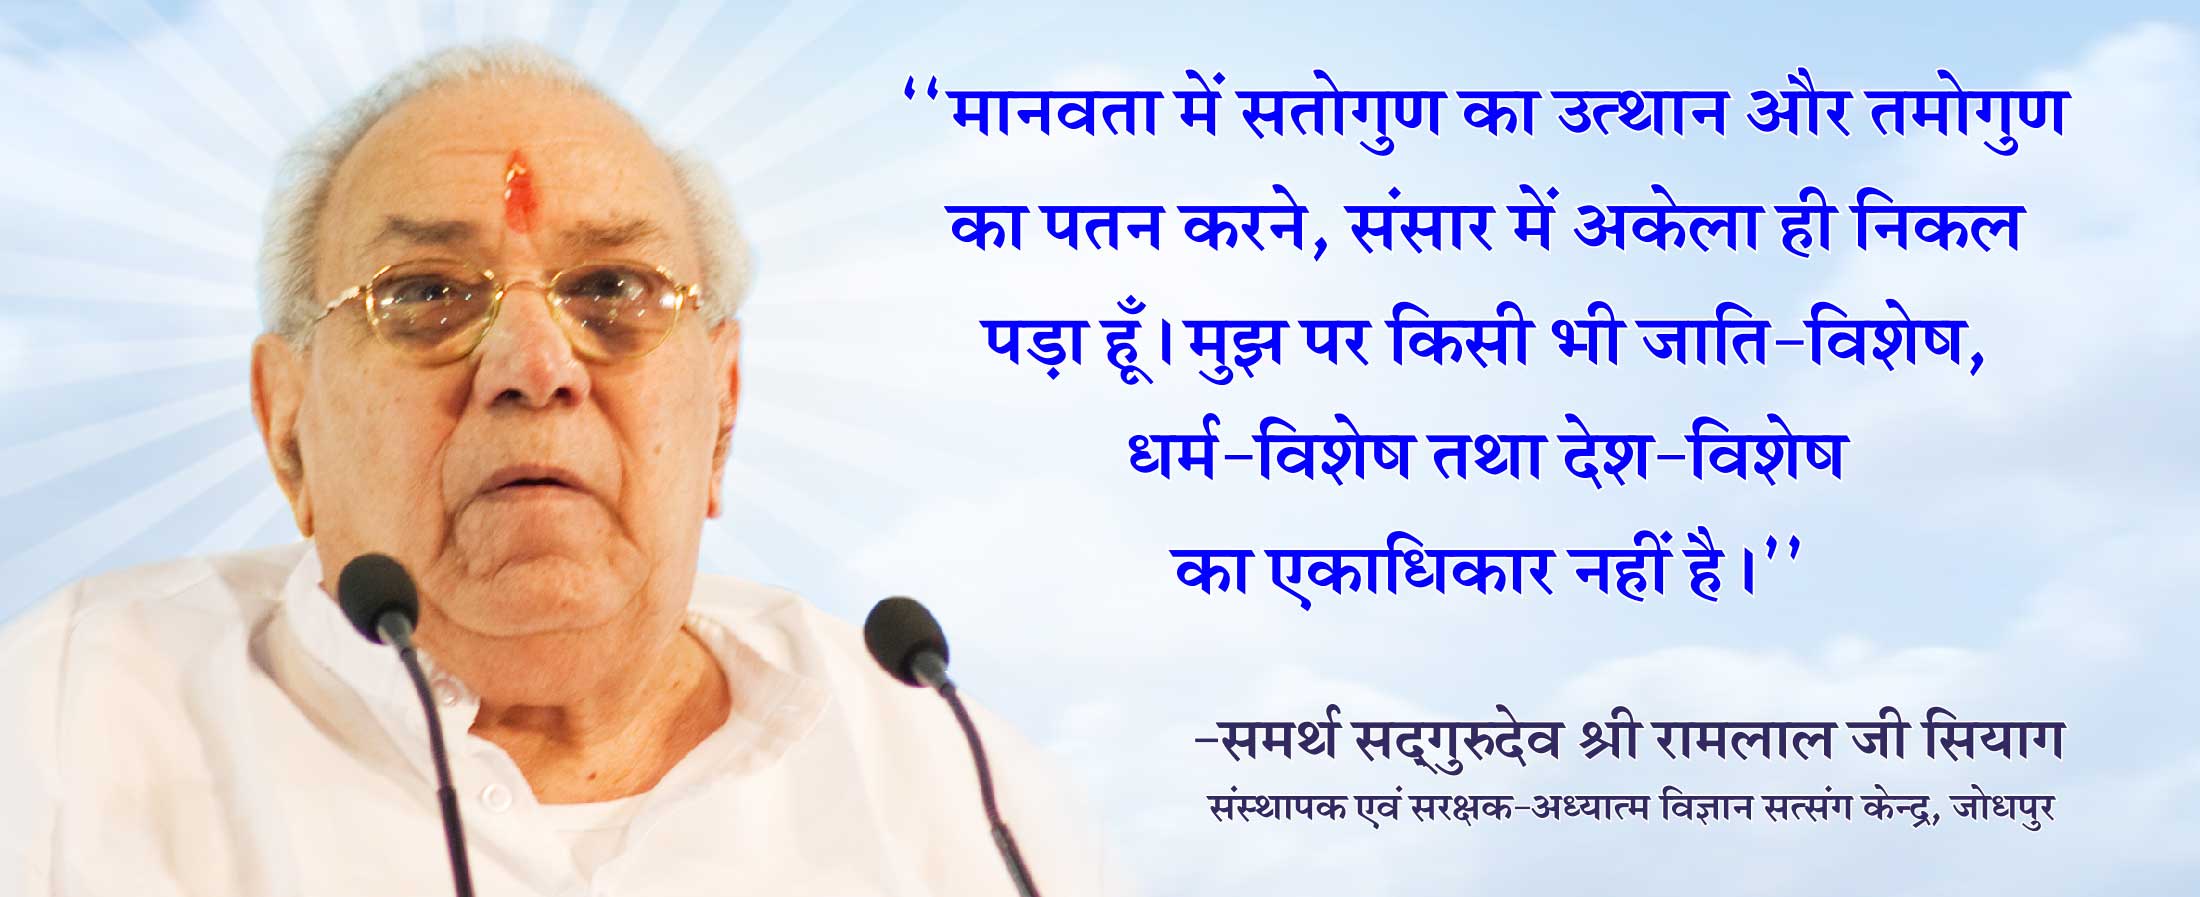 ‘‘मानवता में सतोगुण का उत्थान और तमोगुण
का पतन करने, संसार में अकेला ही निकल
पड़ा हूँ। मुझ पर किसी भी जाति-विशेष,
धर्म-विशेष तथा देश-विशेष
का एकाधिकार नहीं है।’’
-समर्थ सद्‌गुरुदेव श्री रामलाल जी सियाग
संस्थापक एवं सरक्षक-अध्यात्म विज्ञान सत्संग केन्द्र, जोधपुर